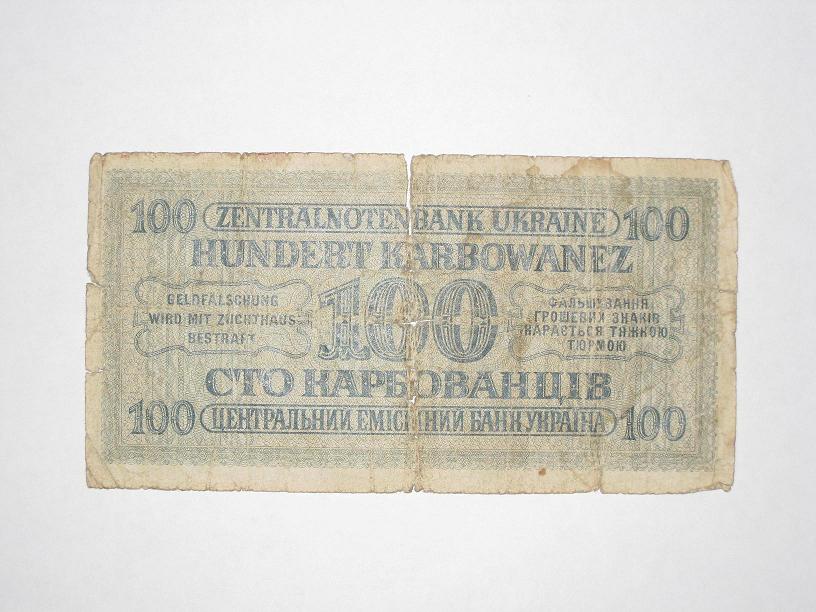 100 ZENTRALNOTENBANK UKRAINE 100
HUNDERT KARBOWANEZ
GELDFÄLSCHUNG
WIRD MIT ZUCHTHAUS
BESTRAFT
100
ФАЛЬШУВАННЯ
ГРОШЕВИХ ЗНАКІВ
КАРАЄТЬСЯ ТЯЖКОЮ
ТЮРМОЮ
СТО КАРБОВАНЦІВ
100 ЦЕНТРАЛЬНИЙ ЕМІСІЙНИЙ БАНК УКРАЇНА 100